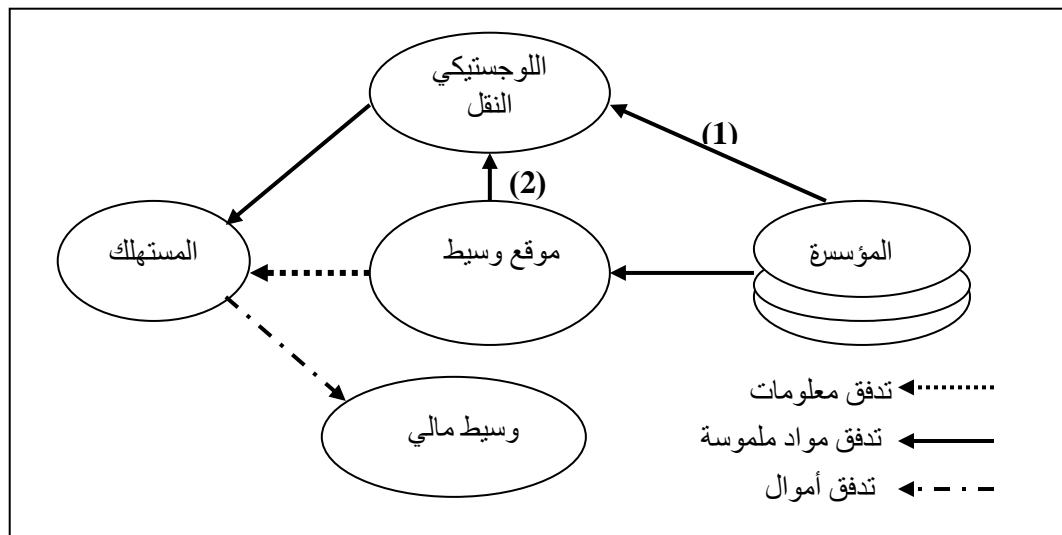 اللوجستيكي
النقل
(1)
(2)
المؤسسة
موقع وسيط
المستهلك
وسيط مالي
تدفق معلومات
تدفق مواد ملموسة
تدفق أموال